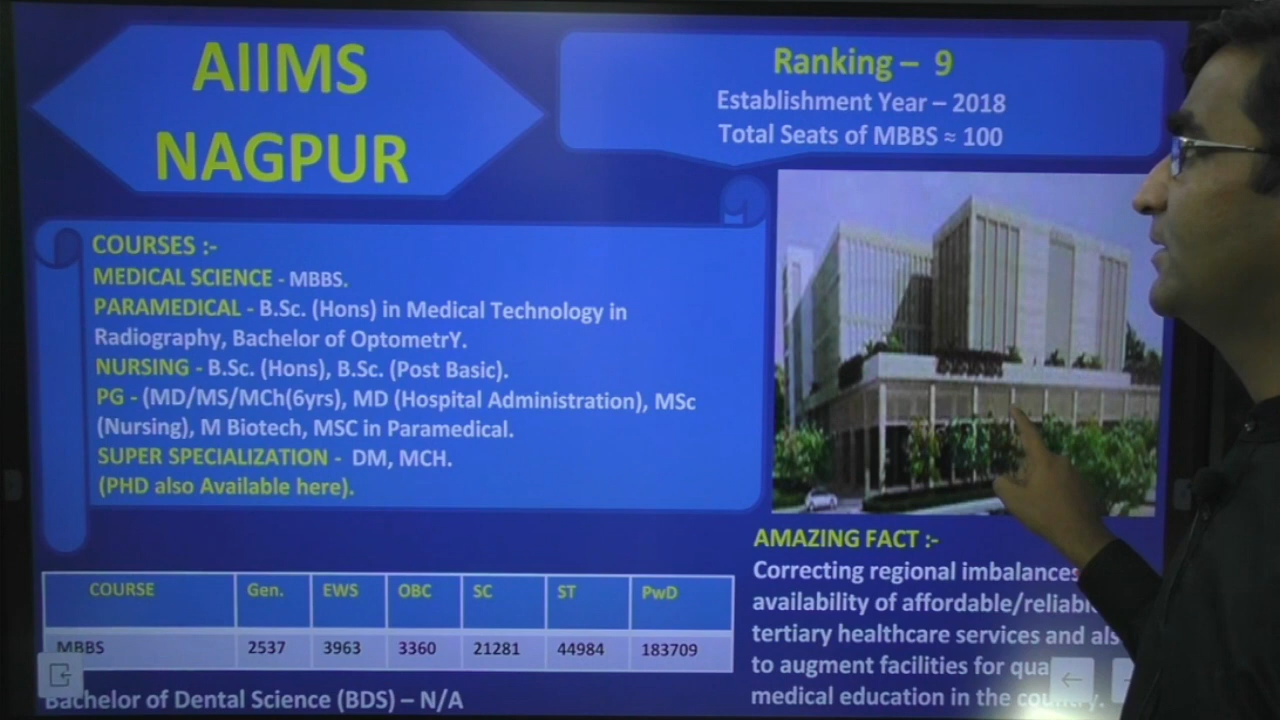 AIIMS
NAGPUR
Ranking – 9
Establishment Year – 2018
Total Seats of MBBS ≈ 100
COURSES :-
MEDICAL SCIENCE - MBBS.
PARAMEDICAL - B.Sc. (Hons) in Medical Technology in
Radiography, Bachelor of OptometrY.
NURSING - B.Sc. (Hons), B.Sc. (Post Basic).
PG - (MD/MS/MCh(6yrs), MD (Hospital Administration), MSc
(Nursing), M Biotech, MSC in Paramedical.
SUPER SPECIALIZATION - DM, MCH.
(PHD also Available here).
COURSE Gen. EWS OBC SC ST PwD
MBBS 2537 3963 3360 21281 44984 183709
Bachelor of Dental Science (BDS) – N/A
AMAZING FACT :-
Correcting regional imbalances
availability of affordable/
tertiary healthcare services and
to augment facilities for
medical education in the country.